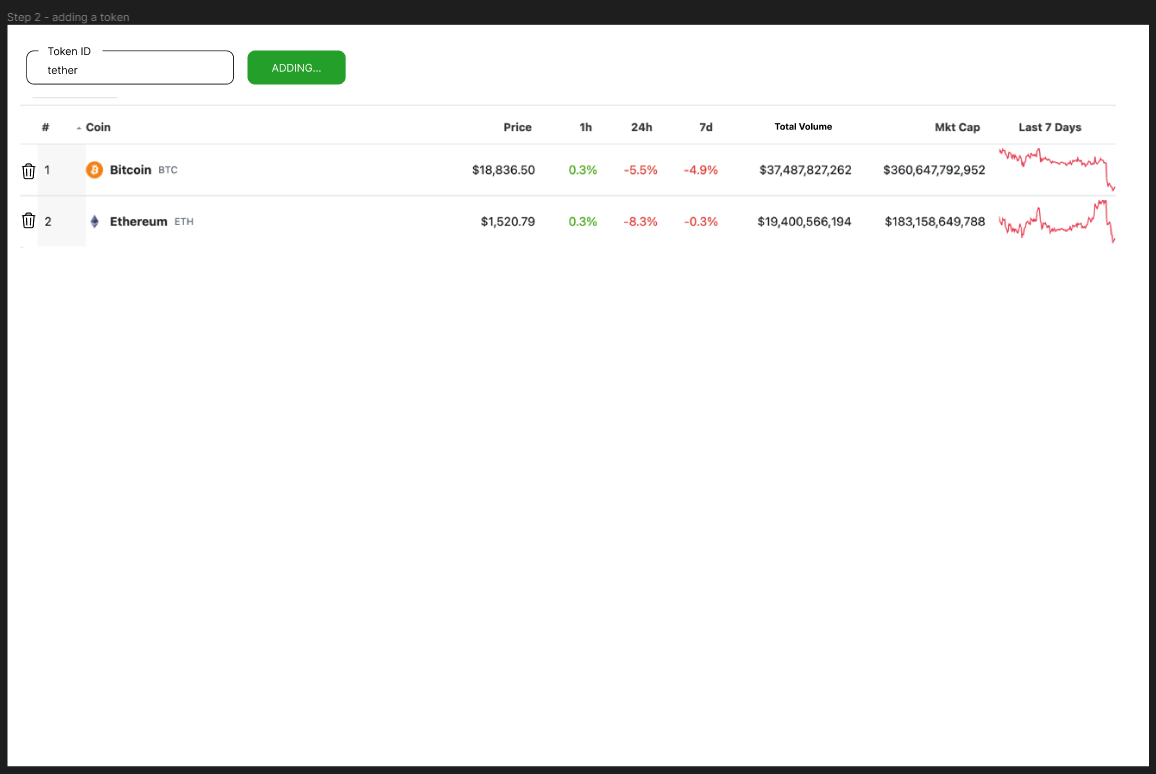 Step 2 - adding a token
Token ID
tether
ADDING...
# Coin Price 1h 24h 7d Total Volume Mkt Cap Last 7 Days
1 Bitcoin BTC $18,836.50 0.3% -5.5% -4.9% $37,487,827,262 $360,647,792,952
2 Ethereum ETH $1,520.79 0.3% -8.3% -0.3% $19,400,566,194 $183,158,649,788